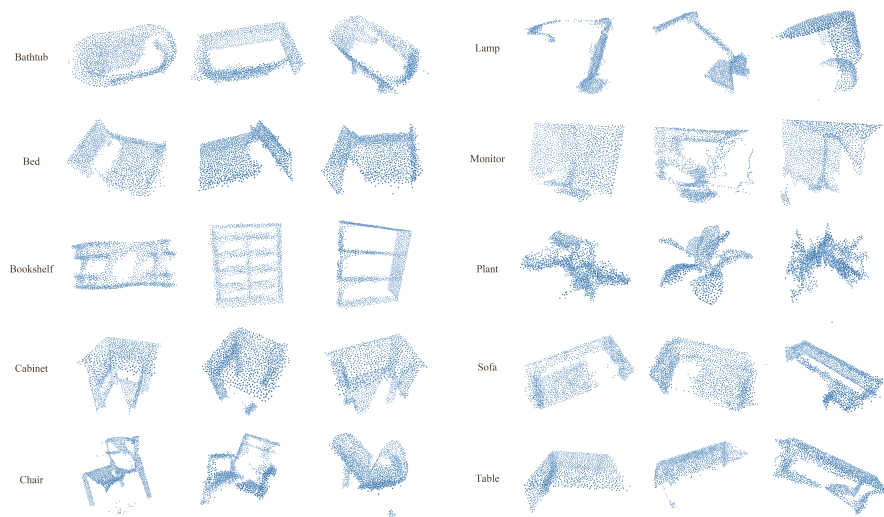 Bathtub
Bed
Bookshelf
Cabinet
Chair
Lamp
Monitor
Plant
Sofa
Table